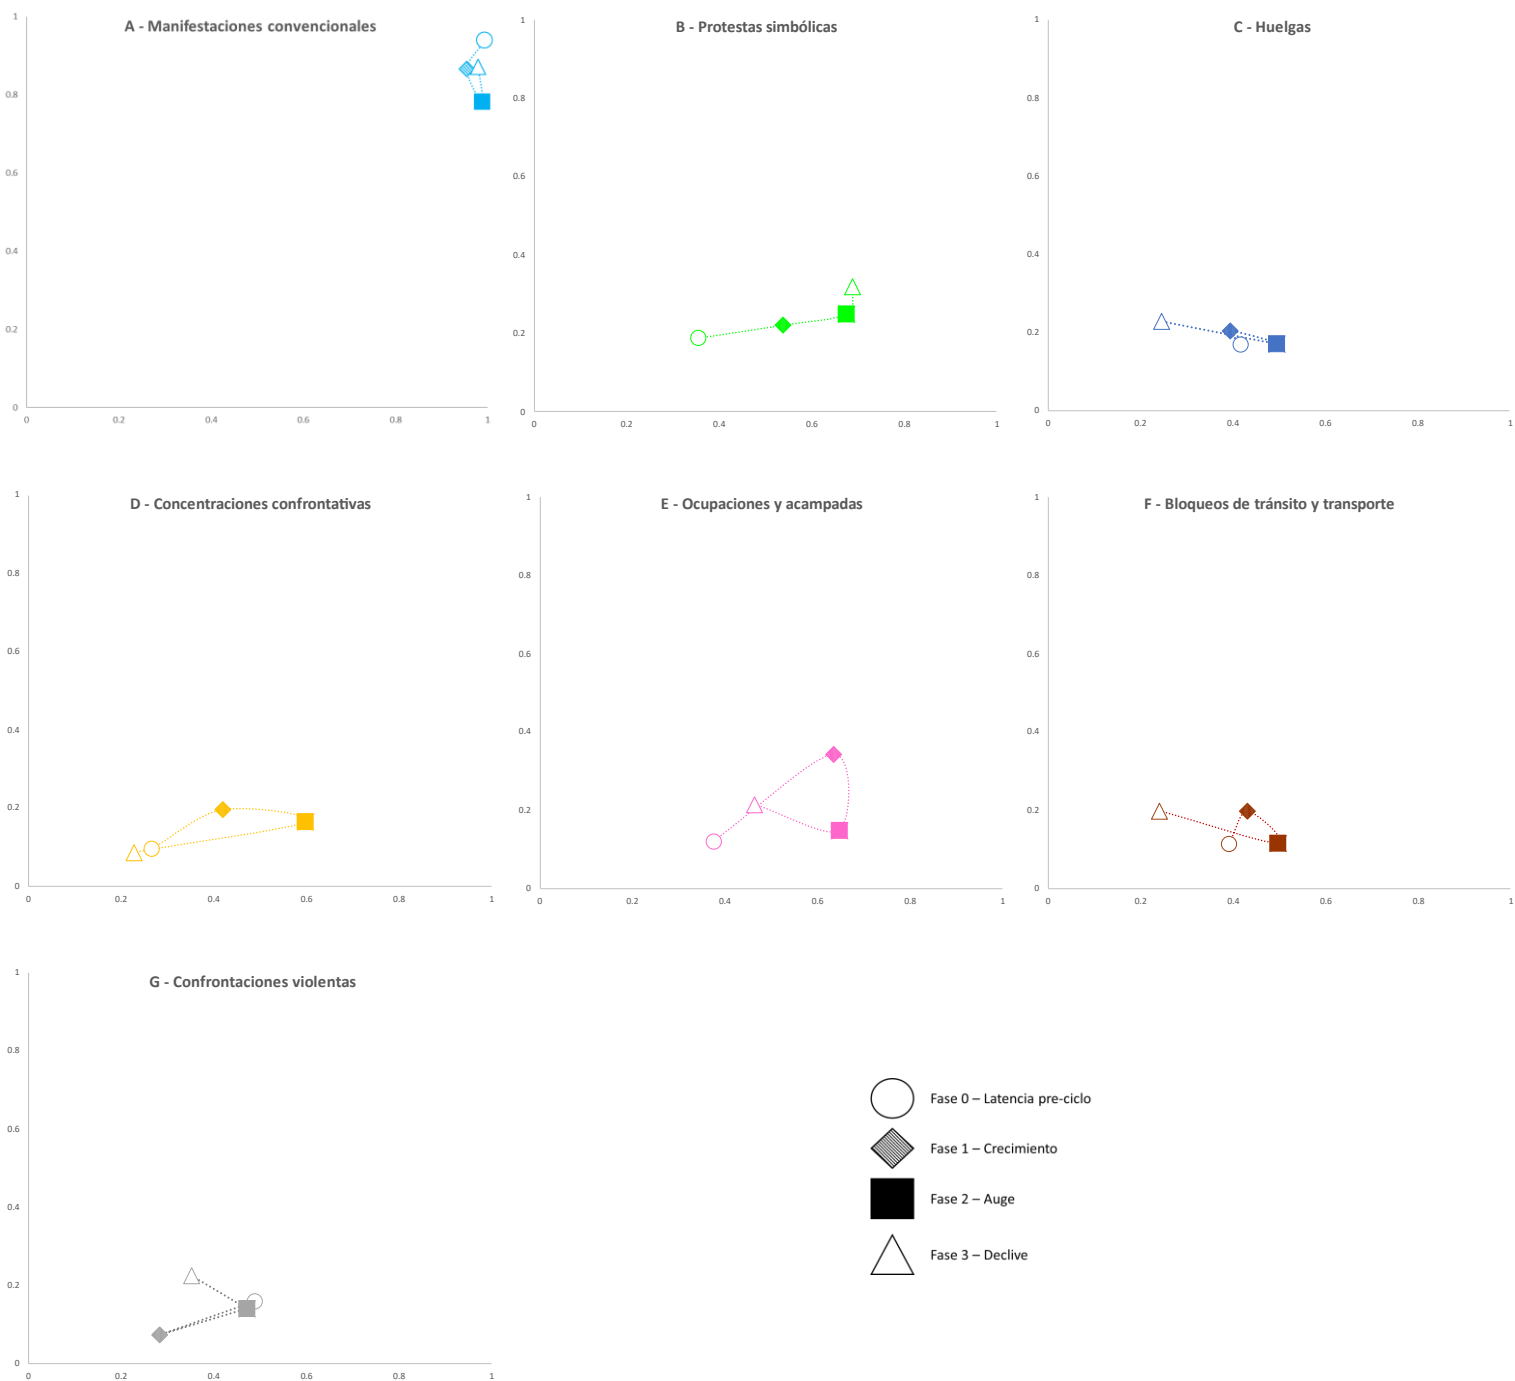 A - Manifestaciones convencionales
1
0.8
0.6
0.4
0.2
0
0 0.2 0.4 0.6 0.8 1
B - Protestas simbólicas
1
0.8
0.6
0.4
0.2
0
0 0.2 0.4 0.6 0.8 1
C - Huelgas
1
0.8
0.6
0.4
0.2
0
0 0.2 0.4 0.6 0.8 1
D - Concentraciones confrontativas
1
0.8
0.6
0.4
0.2
0
0 0.2 0.4 0.6 0.8 1
E - Ocupaciones y acampadas
1
0.8
0.6
0.4
0.2
0
0 0.2 0.4 0.6 0.8 1
F - Bloqueos de tránsito y transporte
1
0.8
0.6
0.4
0.2
0
0 0.2 0.4 0.6 0.8 1
G - Confrontaciones violentas
1
0.8
0.6
0.4
0.2
0
0 0.2 0.4 0.6 0.8 1
Fase 0 – Latencia pre-ciclo
Fase 1 – Crecimiento
Fase 2 – Auge
Fase 3 – Declive